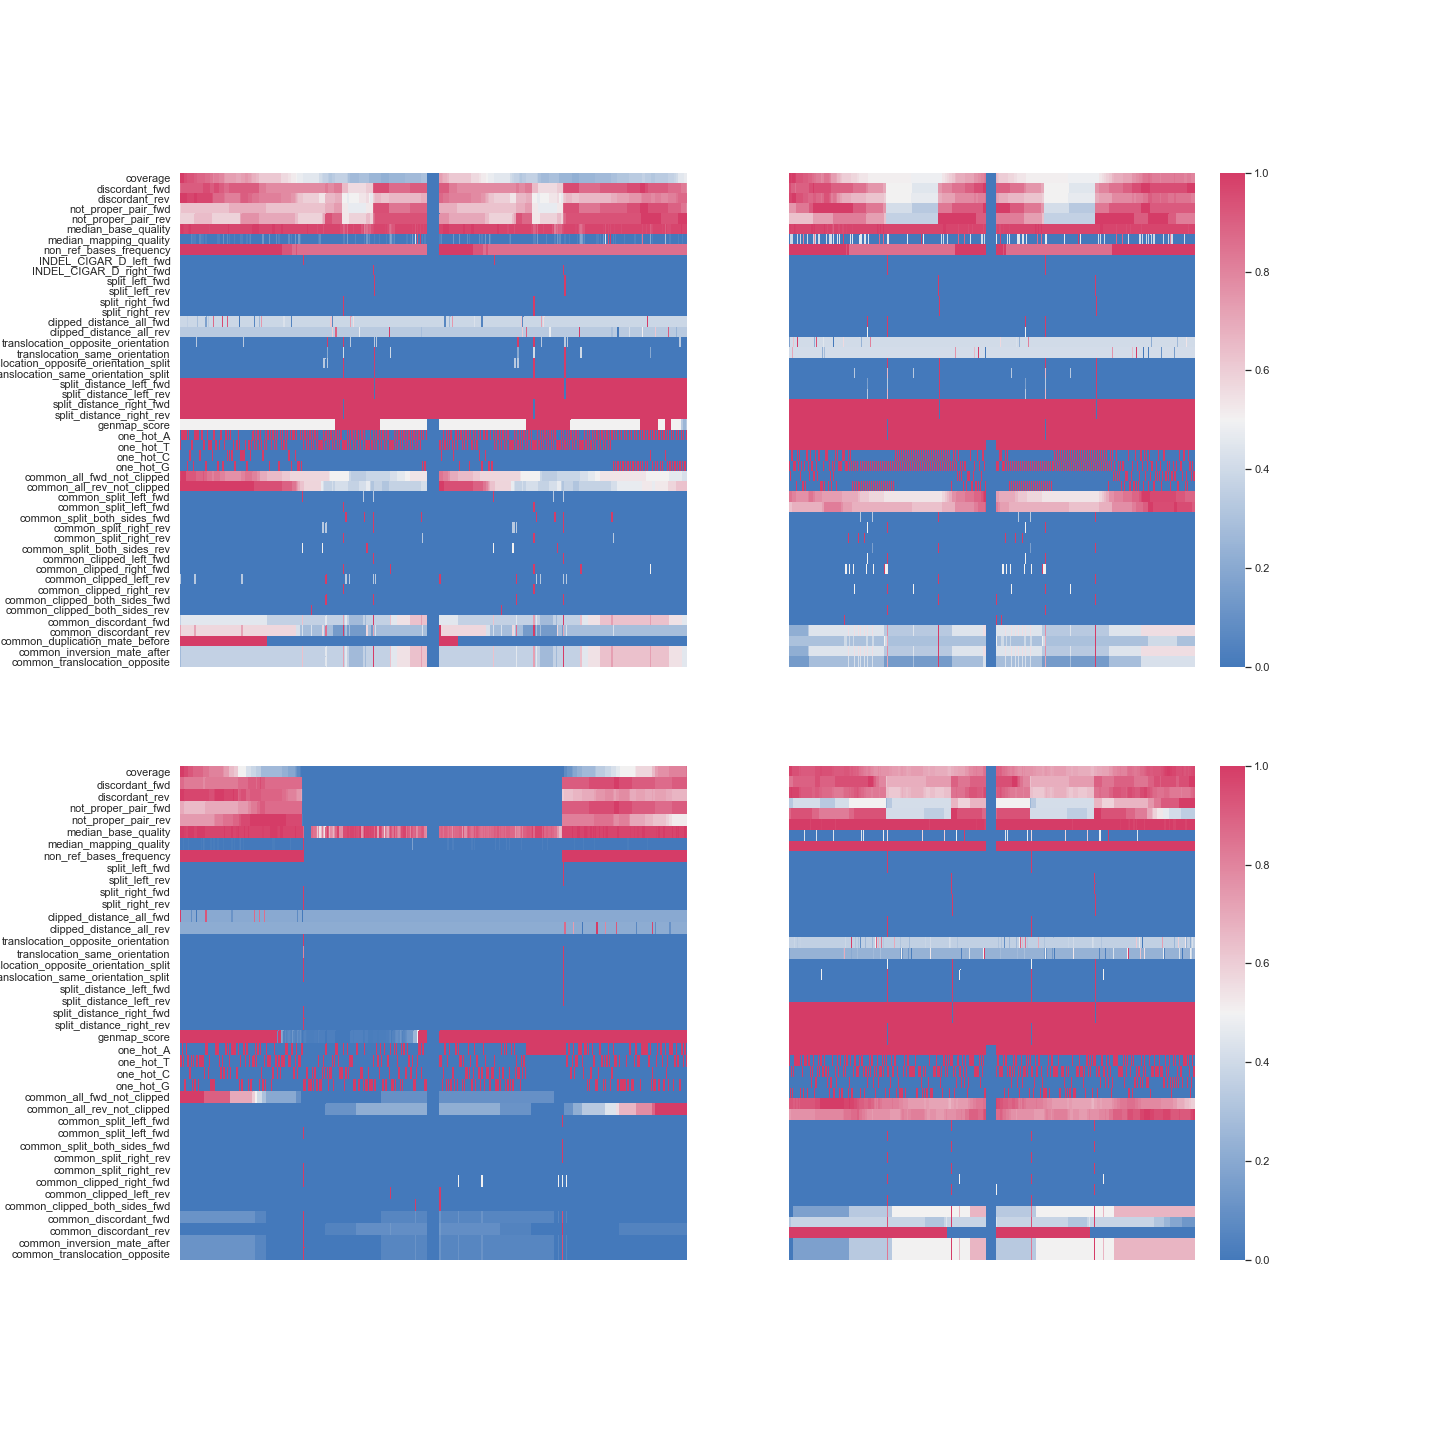 coverage
discordant_fwd
discordant_rev
not_proper_pair_fwd
not_proper_pair_rev
median_base_quality
median_mapping_quality
non_ref_bases_frequency
INDEL_CIGAR_D_left_fwd
INDEL_CIGAR_D_right_fwd
split_left_fwd
split_left_rev
split_right_fwd
split_right_rev
clipped_distance_all_fwd
clipped_distance_all_rev
translocation_opposite_orientation
translocation_same_orientation
location_opposite_orientation_split
anslocation_same_orientation_split
split_distance_left_fwd
split_distance_left_rev
split_distance_right_fwd
split_distance_right_rev
genmap_score
one_hot_A
one_hot_T
one_hot_C
one_hot_G
common_all_fwd_not_clipped
common_all_rev_not_clipped
common_split_left_fwd
common_split_left_fwd
common_split_both_sides_fwd
common_split_right_rev
common_split_right_rev
common_split_both_sides_rev
common_clipped_left_fwd
common_clipped_right_fwd
common_clipped_left_rev
common_clipped_right_rev
common_clipped_both_sides_fwd
common_clipped_both_sides_rev
common_discordant_fwd
common_discordant_rev
common_duplication_mate_before
common_inversion_mate_after
common_translocation_opposite
1.0
0.8
0.6
0.4
0.2
0.0
coverage
discordant_fwd
discordant_rev
not_proper_pair_fwd
not_proper_pair_rev
median_base_quality
median_mapping_quality
non_ref_bases_frequency
split_left_fwd
split_left_rev
split_right_fwd
split_right_rev
clipped_distance_all_fwd
clipped_distance_all_rev
translocation_opposite_orientation
translocation_same_orientation
location_opposite_orientation_split
anslocation_same_orientation_split
split_distance_left_fwd
split_distance_left_rev
split_distance_right_fwd
split_distance_right_rev
genmap_score
one_hot_A
one_hot_T
one_hot_C
one_hot_G
common_all_fwd_not_clipped
common_all_rev_not_clipped
common_split_left_fwd
common_split_left_fwd
common_split_both_sides_fwd
common_split_right_rev
common_split_right_rev
common_clipped_right_fwd
common_clipped_left_rev
common_clipped_both_sides_fwd
common_discordant_fwd
common_discordant_rev
common_inversion_mate_after
common_translocation_opposite
1.0
0.8
0.6
0.4
0.2
0.0